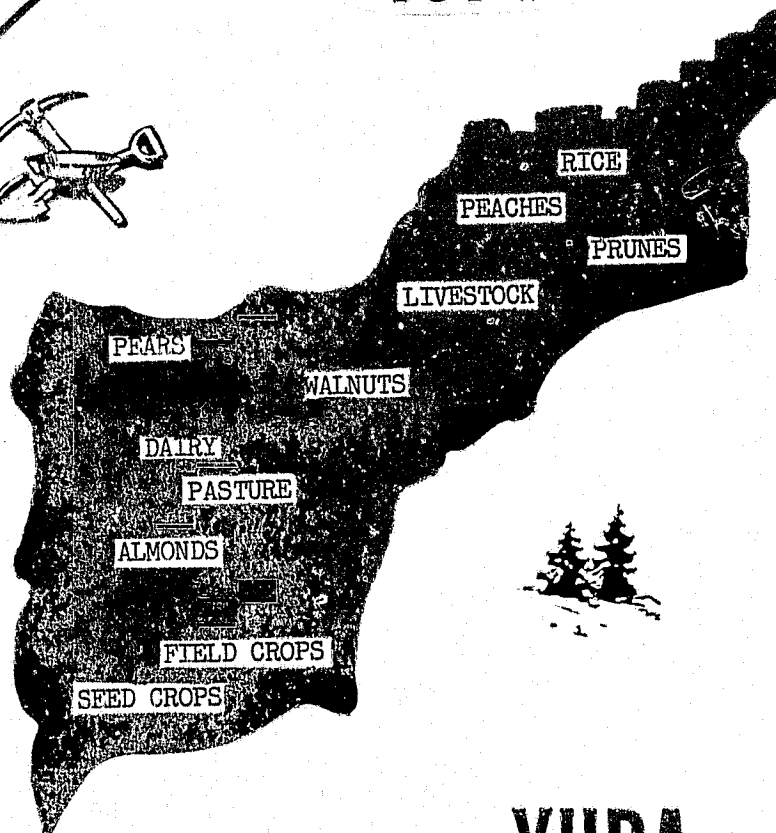 RICE
PEACHES
PRUNES
LIVESTOCK
PEARS
WALNUTS
DAIRY
PASTURE
ALMONDS
FIELD CROPS
SEED CROPS